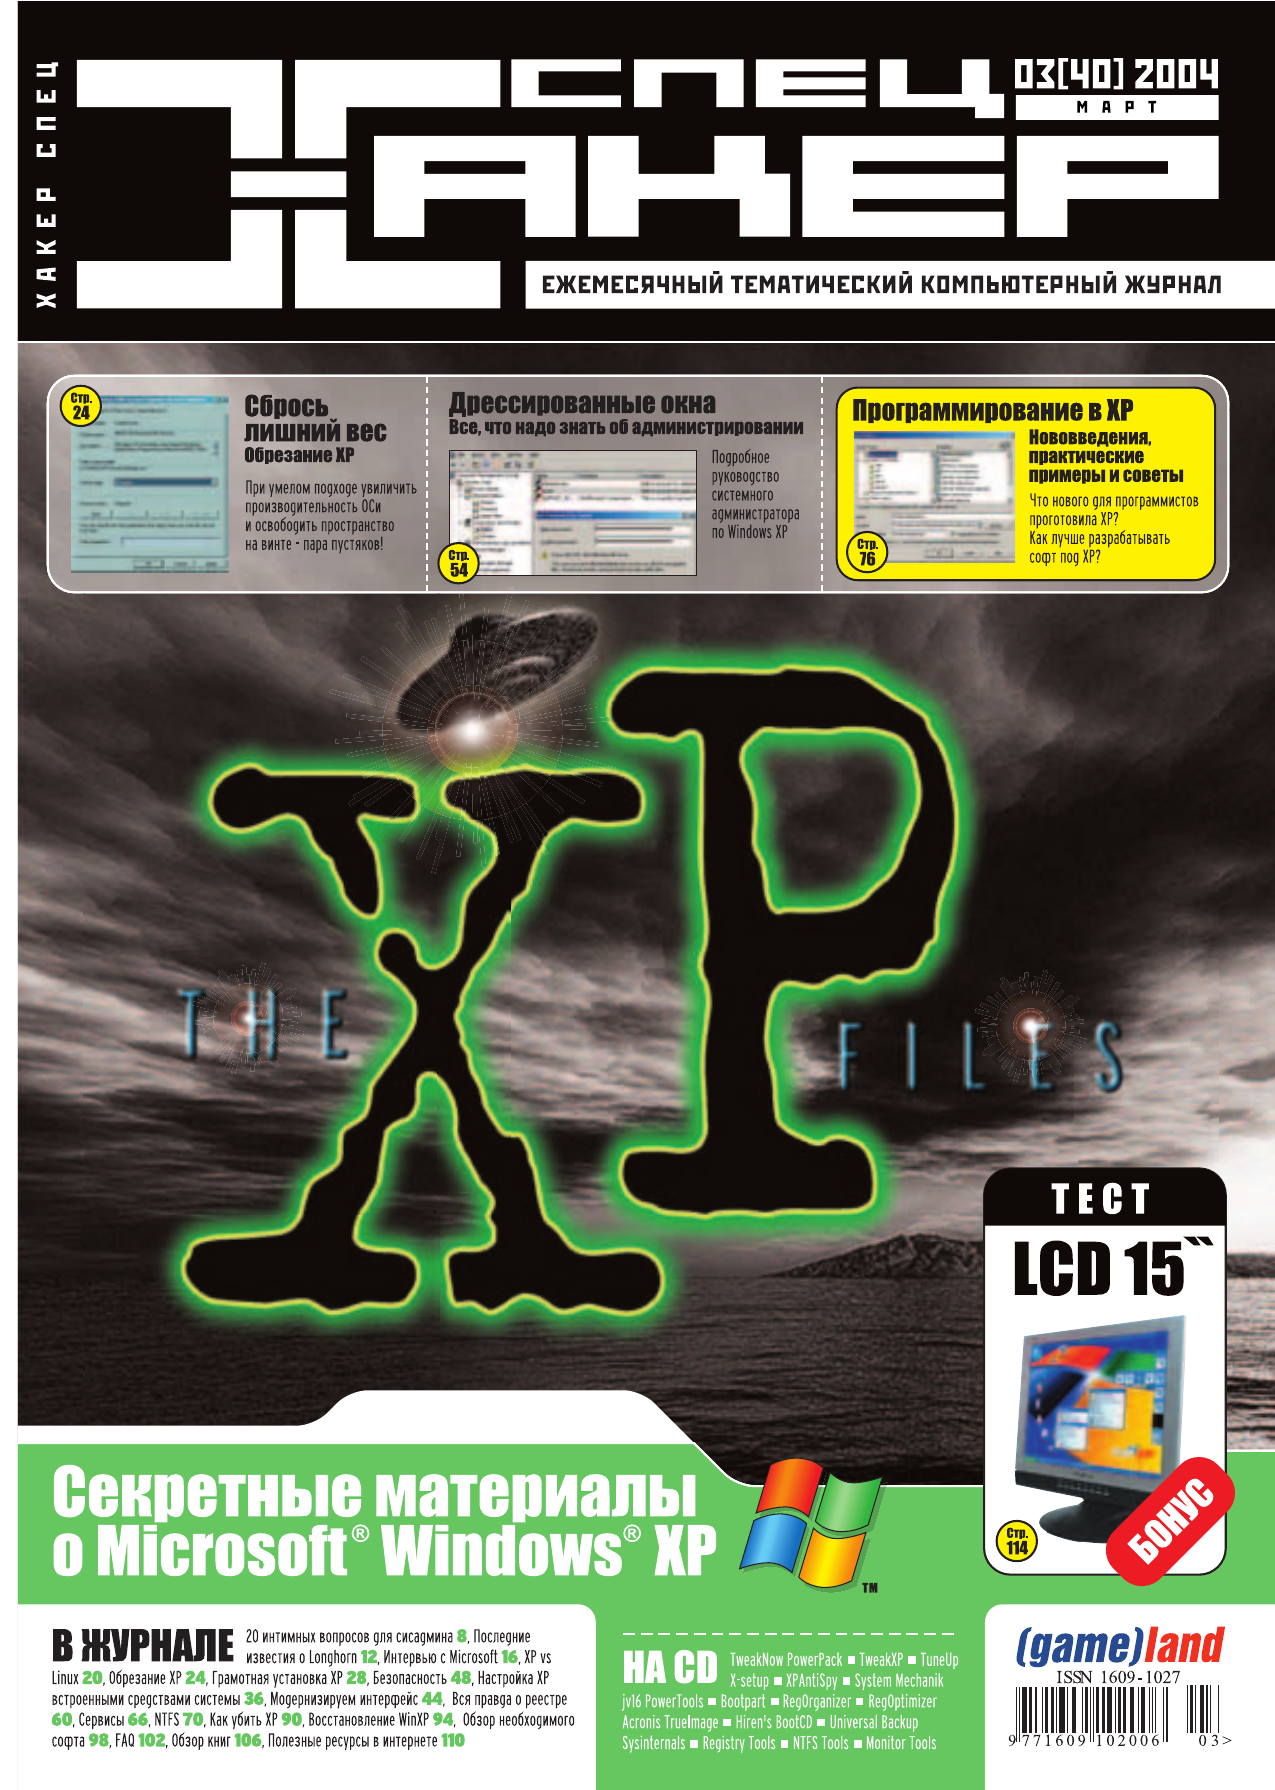 ХАКЕР СПЕЦ
СПЕЦ
ХАКЕР
03[40] 2004
МАРТ
ЕЖЕМЕСЯЧНЫЙ ТЕМАТИЧЕСКИЙ КОМПЬЮТЕРНЫЙ ЖУРНАЛ
Стр.
24
Сбрось
лишний вес
Обрезание XP
При умелом подходе увиличить
производительность ОСи
и освободить пространство
на винте - пара пустяков!
Дрессированные окна
Все, что надо знать об администрировании
Подробное
руководство
системного
администратора
по Windows XP
Стр.
54
Программирование в XP
Нововведения,
практические
примеры и советы
Что нового для программистов
проготовила XP?
Как лучше разрабатывать
софт под XP?
Стр.
76
XP
THE
FILES
ТЕСТ
LCD 15``
Стр.
114
БОНУС
Секретные материалы
о Microsoft® Windows® XP
TM
В ЖУРНАЛЕ 20 интимных вопросов для сисадмина 8, Последние
известия о Longhorn 12, Интервью с Microsoft 16, XP vs
Linux 20, Обрезание XP 24, Грамотная установка XP 28, Безопасность 48, Настройка XP
встроенными средствами системы 36, Модернизируем интерфейс 44, Вся правда о реестре
60, Сервисы 66, NTFS 70, Как убить XP 90, Восстановление WinXP 94, Обзор необходимого
софта 98, FAQ 102, Обзор книг 106, Полезные ресурсы в интернете 110
НА CD TweakNow PowerPack ■ TweakXP ■ TuneUp
X-setup ■ XPAntiSpy ■ System Mechanik
jv16 PowerTools ■ Bootpart ■ RegOrganizer ■ RegOptimizer
Acronis TrueImage ■ Hiren's BootCD ■ Universal Backup
Sysinternals ■ Registry Tools ■ NTFS Tools ■ Monitor Tools
(game)land
ISSN 1609-1027
9 771609 102006 03>